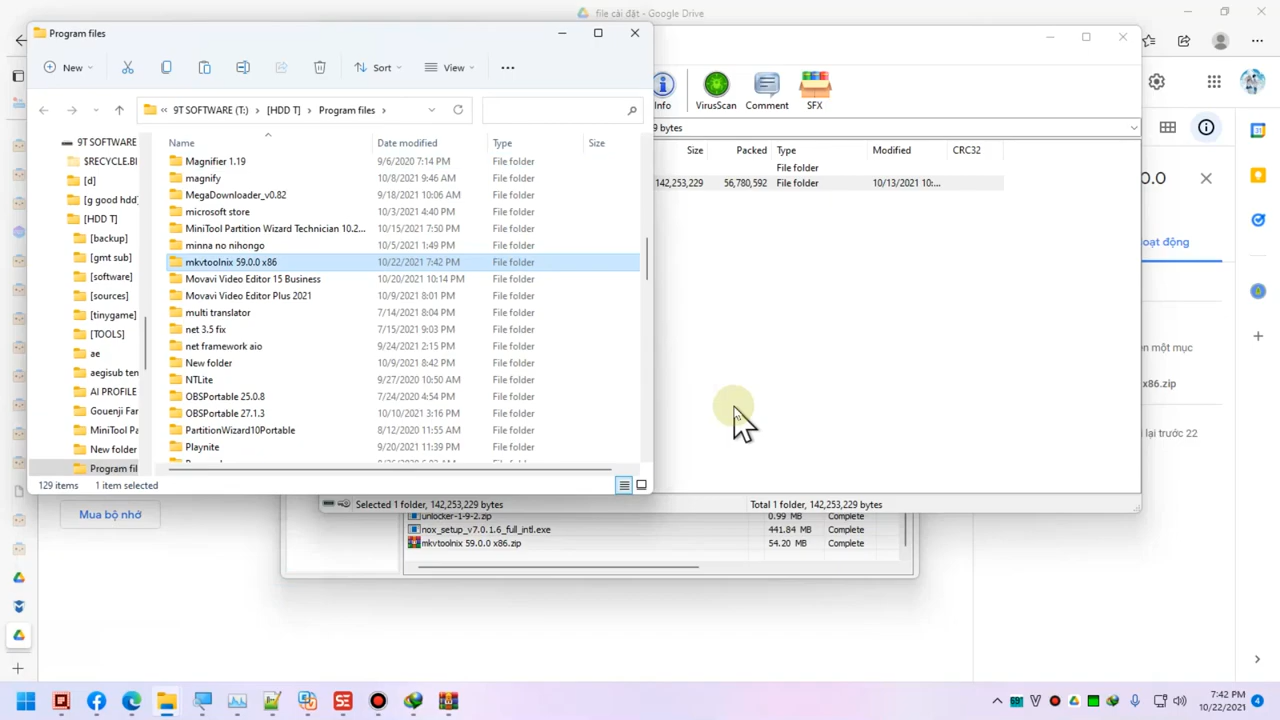 file cài đặt - Google Drive
Program files
New
Sort
View
9T SOFTWARE (T:) > [HDD T] > Program files >
Name
Date modified
Type
Size
9T SOFTWARE
$RECYCLE.BI
[d]
[g good hdd]
[HDD T]
[backup]
[gmt sub]
[software]
[sources]
[tinygame]
[TOOLS]
ae
aegisub ten
AI PROFILE
Gouenji Far
MiniTool Pa
New folder
Program fil
Magnifier 1.19 9/6/2020 7:14 PM File folder
magnify 10/8/2021 9:46 AM File folder
MegaDownloader_v0.82 9/18/2021 10:06 AM File folder
microsoft store 10/3/2021 4:40 PM File folder
MiniTool Partition Wizard Technician 10.2... 10/15/2021 7:50 PM File folder
minna no nihongo 10/5/2021 1:49 PM File folder
mkvtoolnix 59.0.0 x86 10/22/2021 7:42 PM File folder
Movavi Video Editor 15 Business 10/20/2021 10:14 PM File folder
Movavi Video Editor Plus 2021 10/9/2021 8:01 PM File folder
multi translator 7/14/2021 8:04 PM File folder
net 3.5 fix 7/15/2021 9:03 PM File folder
net framework aio 9/24/2021 2:15 PM File folder
New folder 10/9/2021 8:42 PM File folder
NTLite 9/27/2020 10:50 AM File folder
OBSPortable 25.0.8 7/24/2020 4:54 PM File folder
OBSPortable 27.1.3 10/10/2021 3:16 PM File folder
PartitionWizard10Portable 8/12/2020 11:55 AM File folder
Playnite 9/20/2021 11:39 PM File folder
129 items 1 item selected
Info
VirusScan
Comment
SFX
9 bytes
Size Packed Type Modified CRC32
File folder
142,253,229 56,780,592 File folder 10/13/2021 10:...
Selected 1 folder, 142,253,229 bytes
Total 1 folder, 142,253,229 bytes
unlocker-1-9-2.zip 0.99 MB Complete
nox_setup_v7.0.1.6_full_intl.exe 441.84 MB Complete
mkvtoolnix 59.0.0 x86.zip 54.20 MB Complete
Mua bộ nhớ
0.0
oạt động
ên một mục
x86.zip
lại trước 22
7:42 PM
10/22/2021
4